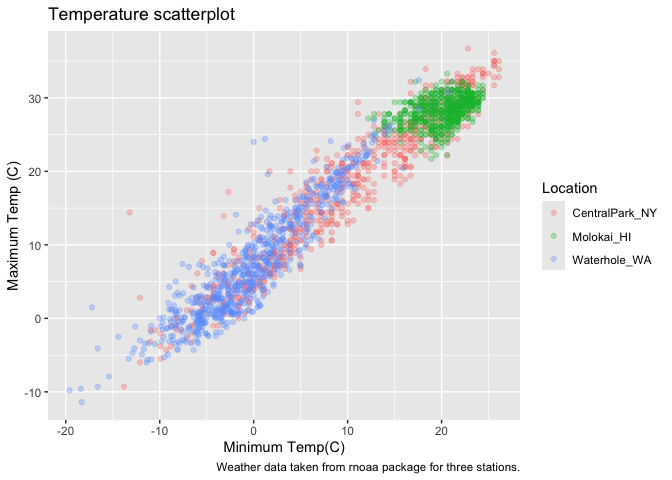 Temperature scatterplot
Maximum Temp (C)
30
20
10
0
-10
-20
-10
0
10
20
Minimum Temp(C)
Location
CentralPark_NY
Molokai_HI
Waterhole_WA
Weather data taken from rnoaa package for three stations.